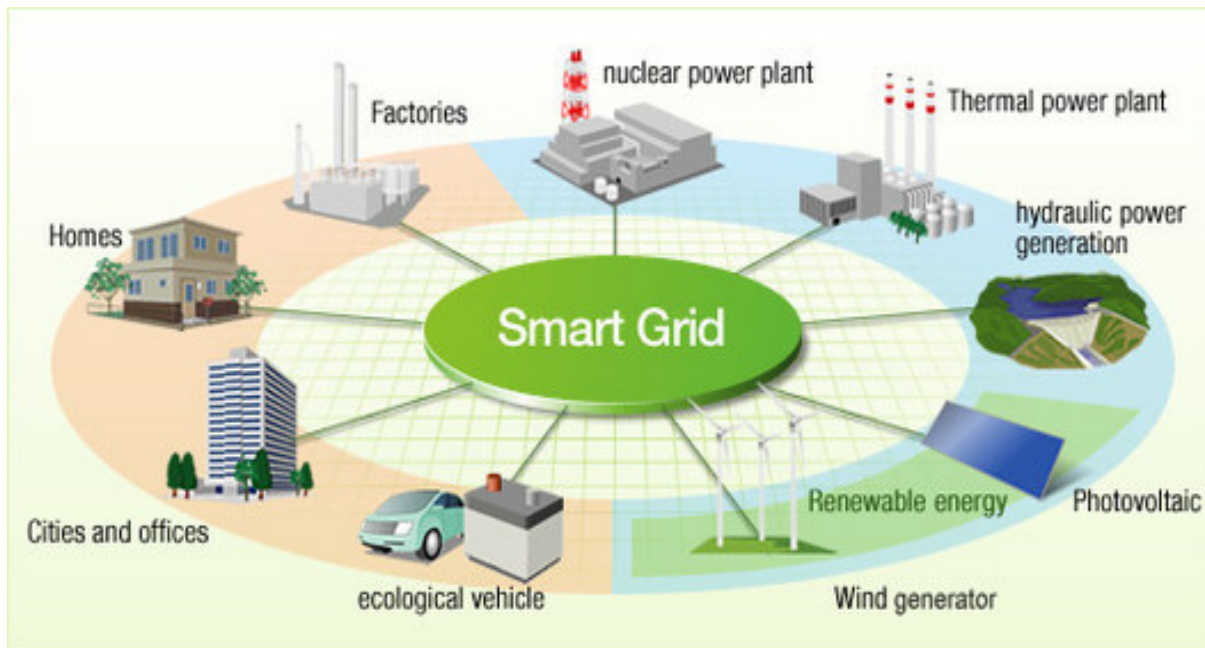 nuclear power plant
Factories
Thermal power plant
Homes
hydraulic power
generation
Smart Grid
Renewable energy
Photovoltaic
Cities and offices
ecological vehicle
Wind generator